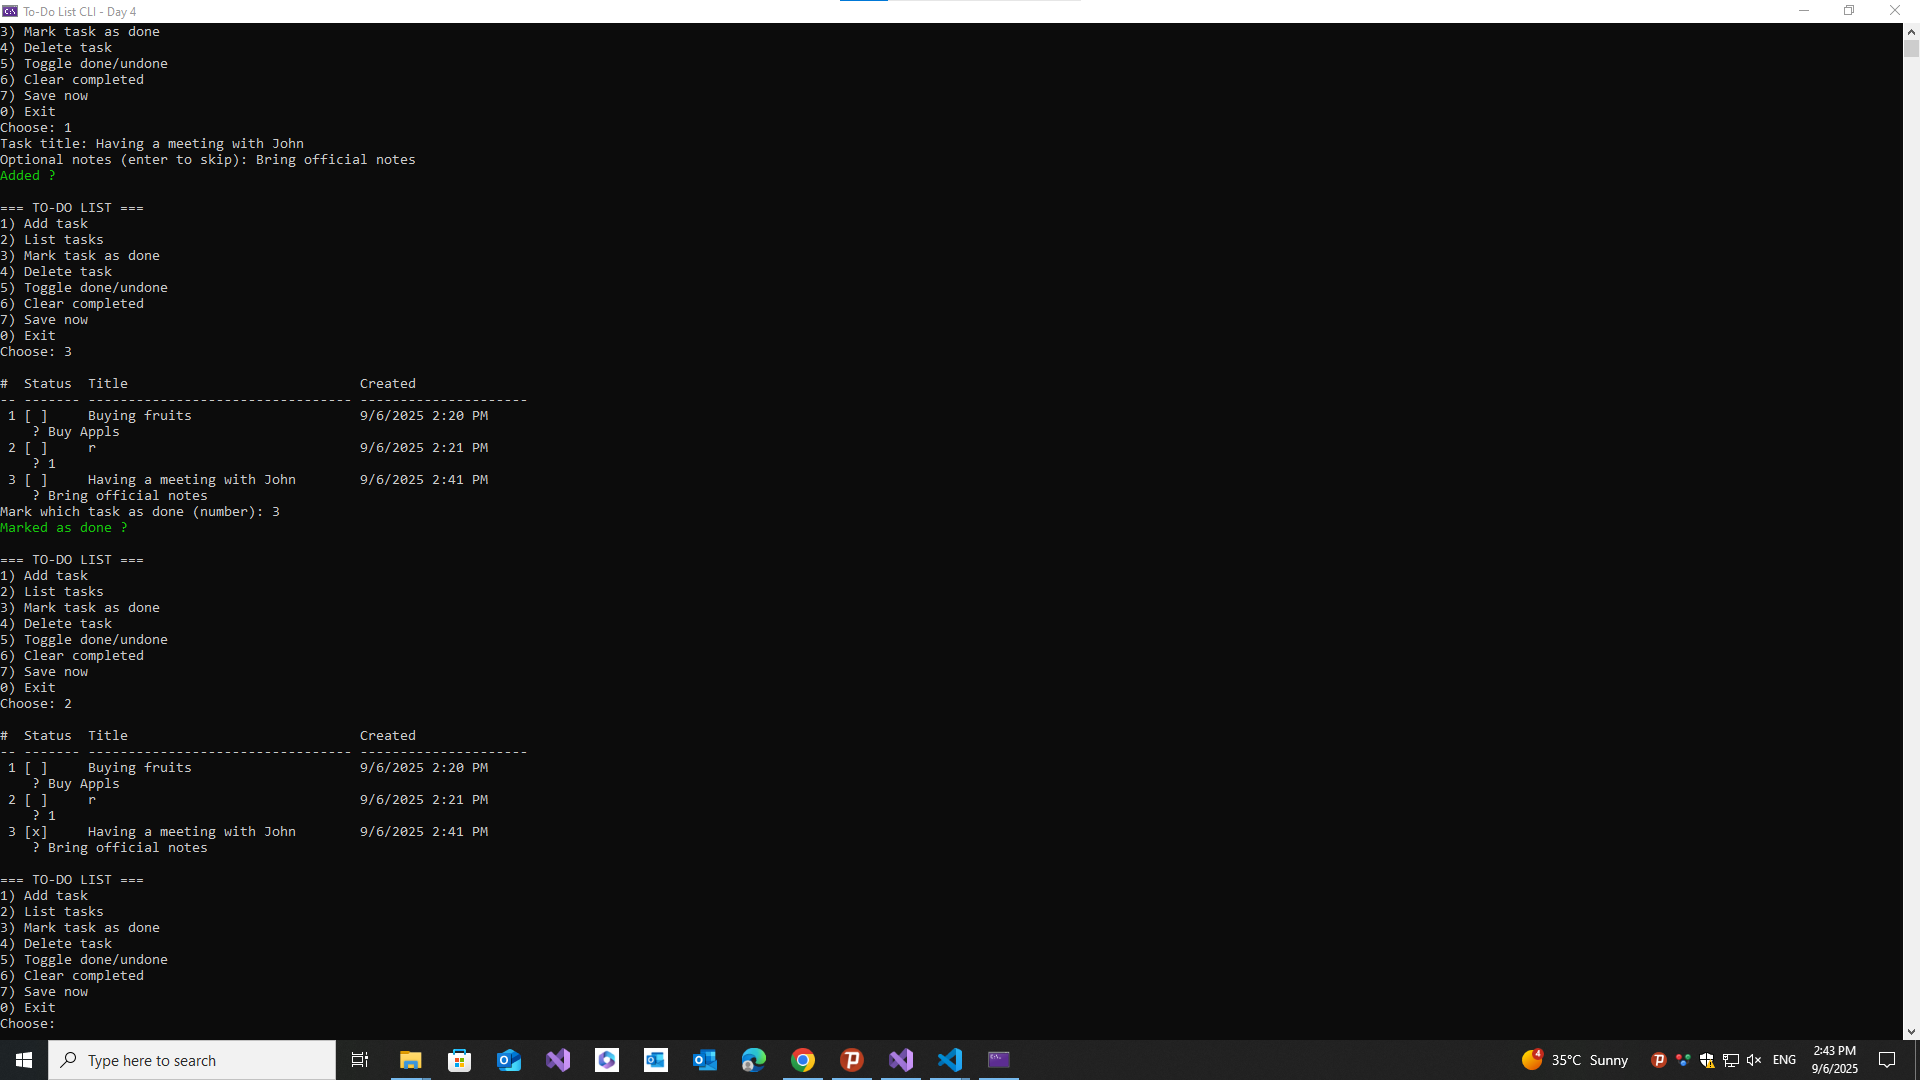 To-Do List CLI - Day 4
3) Mark task as done
4) Delete task
5) Toggle done/undone
6) Clear completed
7) Save now
0) Exit
Choose: 1
Task title: Having a meeting with John
Optional notes (enter to skip): Bring official notes
Added ?
=== TO-DO LIST ===
1) Add task
2) List tasks
3) Mark task as done
4) Delete task
5) Toggle done/undone
6) Clear completed
7) Save now
0) Exit
Choose: 3
#  Status  Title                             Created
-- ------- --------------------------------- ---------------------
 1 [ ]     Buying fruits                     9/6/2025 2:20 PM
    ? Buy Appls
 2 [ ]     r                                 9/6/2025 2:21 PM
    ? 1
 3 [ ]     Having a meeting with John        9/6/2025 2:41 PM
    ? Bring official notes
Mark which task as done (number): 3
Marked as done ?
=== TO-DO LIST ===
1) Add task
2) List tasks
3) Mark task as done
4) Delete task
5) Toggle done/undone
6) Clear completed
7) Save now
0) Exit
Choose: 2
#  Status  Title                             Created
-- ------- --------------------------------- ---------------------
 1 [ ]     Buying fruits                     9/6/2025 2:20 PM
    ? Buy Appls
 2 [ ]     r                                 9/6/2025 2:21 PM
    ? 1
 3 [x]     Having a meeting with John        9/6/2025 2:41 PM
    ? Bring official notes
=== TO-DO LIST ===
1) Add task
2) List tasks
3) Mark task as done
4) Delete task
5) Toggle done/undone
6) Clear completed
7) Save now
0) Exit
Choose:
Type here to search
4
35°C Sunny
ENG
2:43 PM
9/6/2025